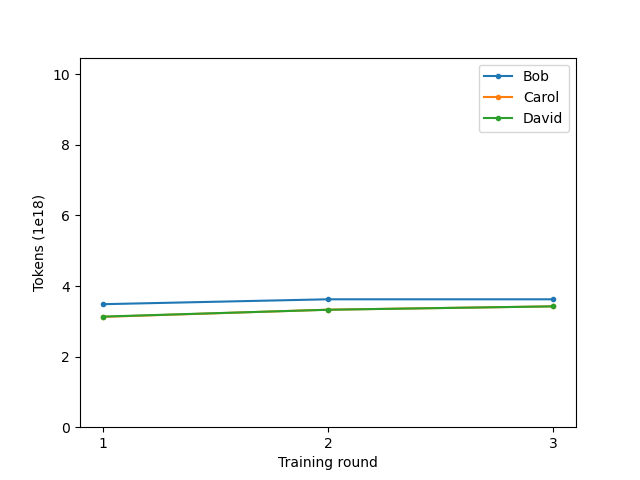 10
8
6
4
2
0
Tokens (1e18)
Bob
Carol
David
1 2 3
Training round